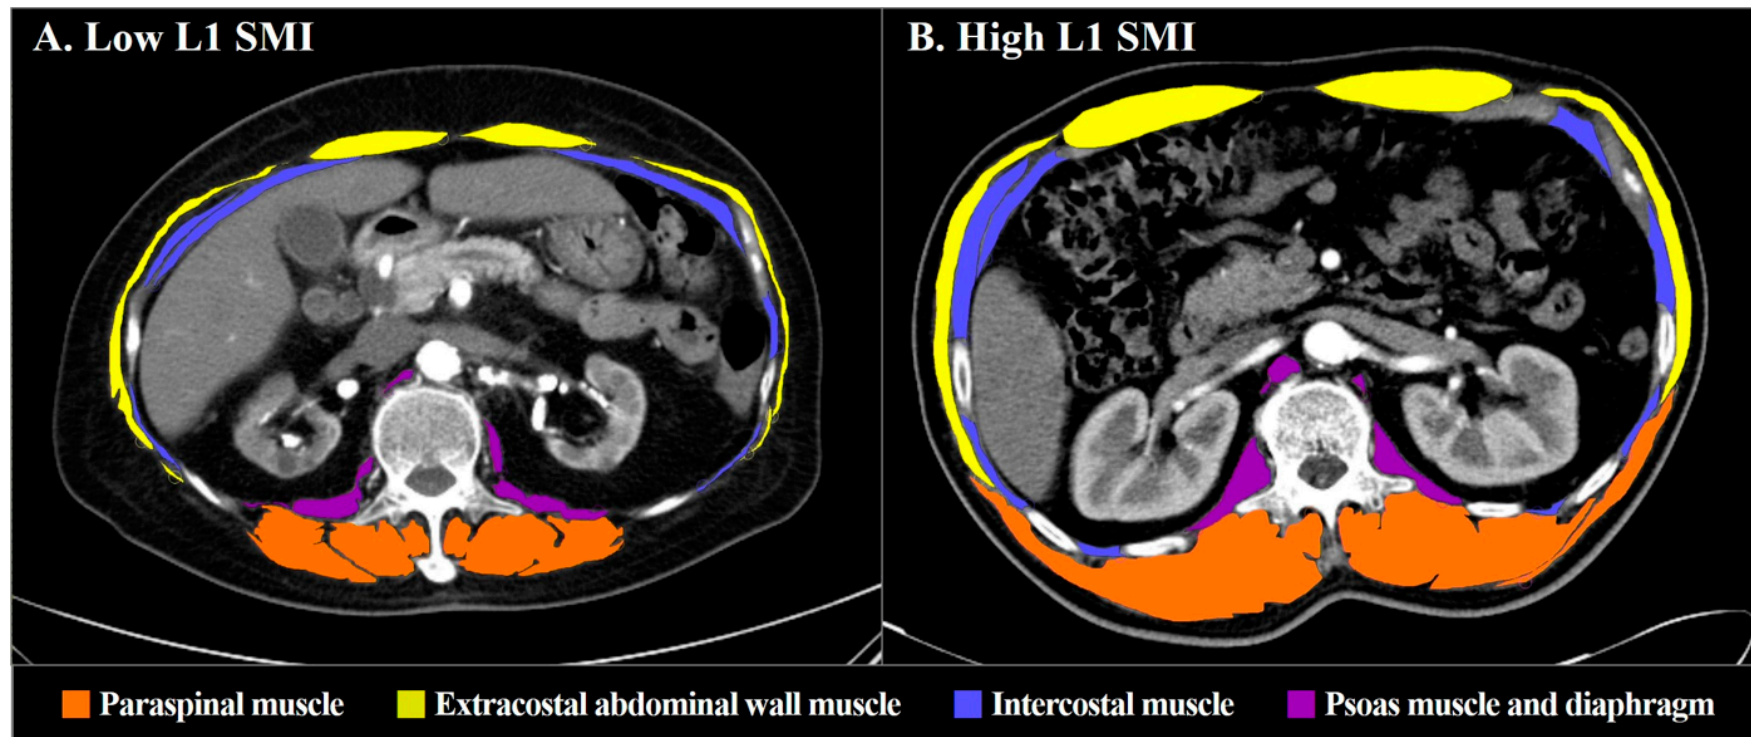 A. Low L1 SMI
B. High L1 SMI
Paraspinal muscle
Extracostal abdominal wall muscle
Intercostal muscle
Psoas muscle and diaphragm